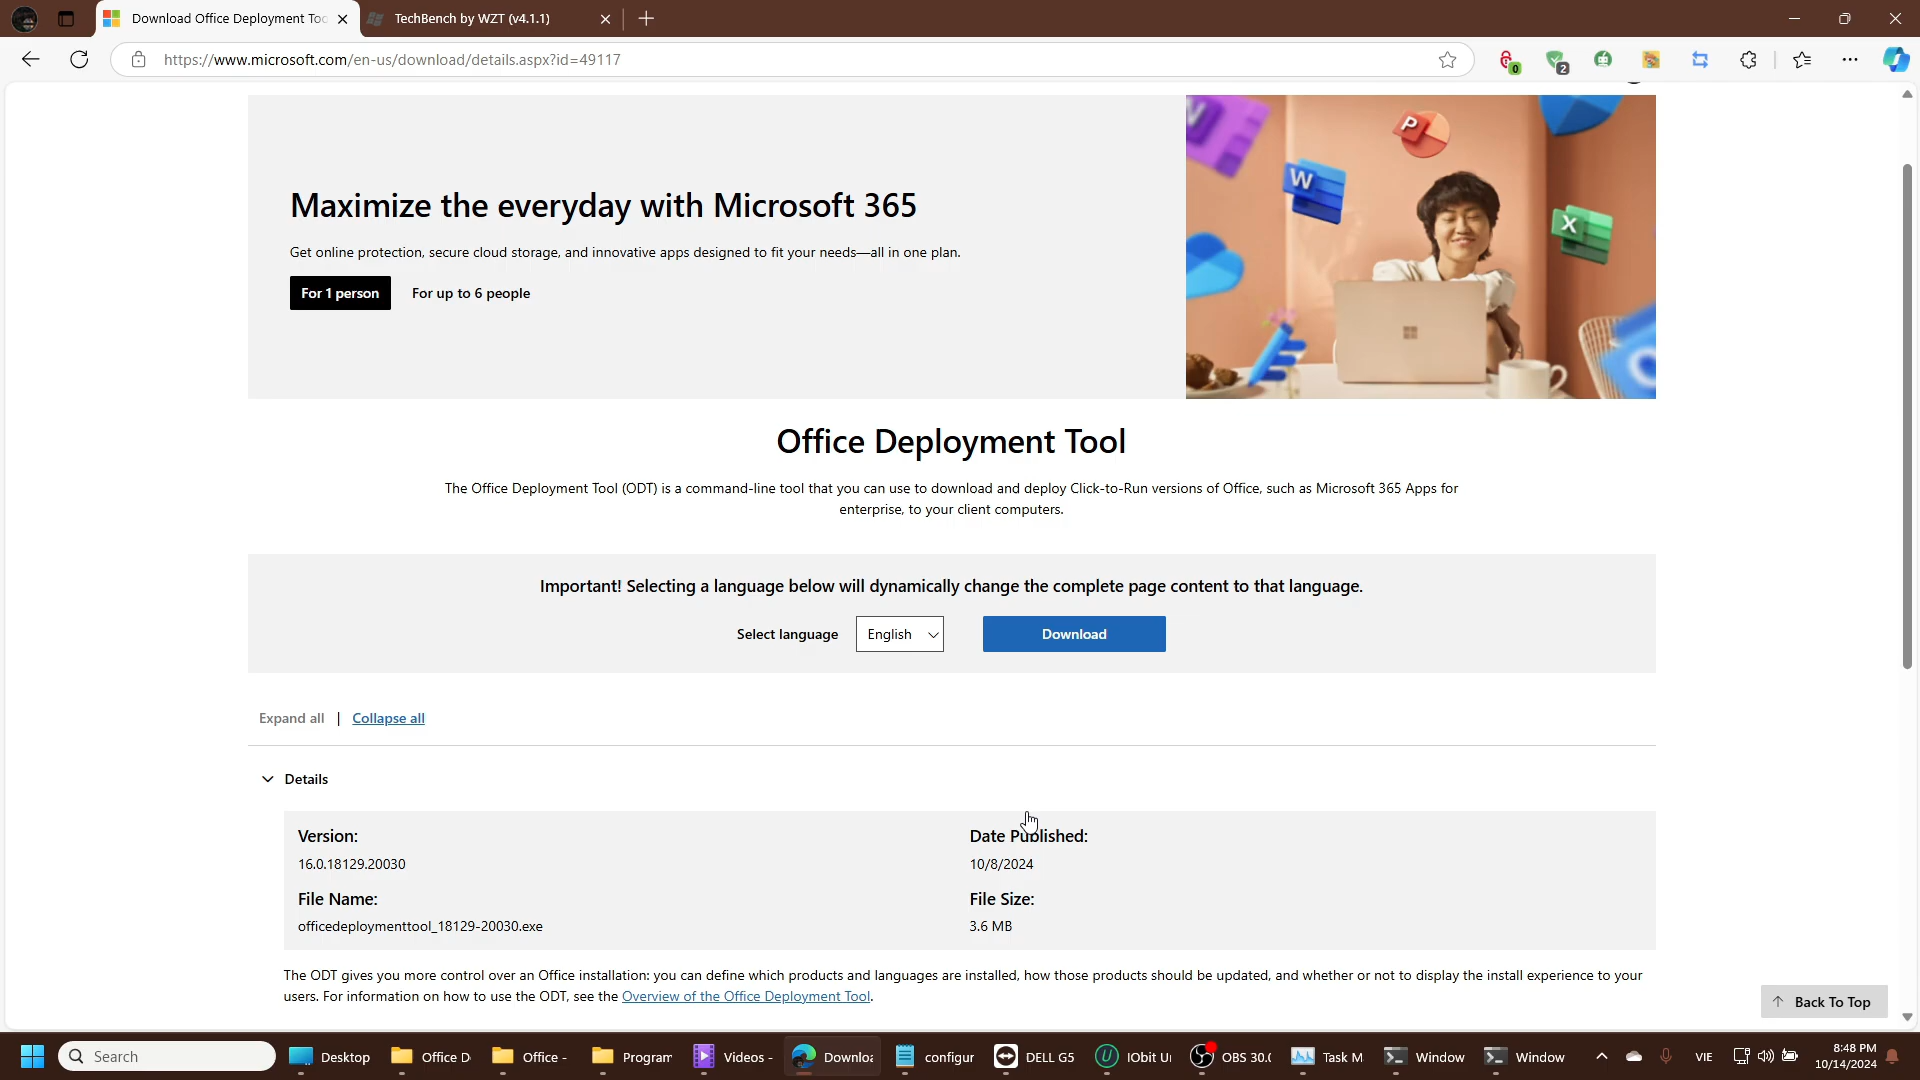 Download Office Deployment Too
TechBench by WZT (v4.1.1)
https://www.microsoft.com/en-us/download/details.aspx?id=49117
0
2
Maximize the everyday with Microsoft 365
Get online protection, secure cloud storage, and innovative apps designed to fit your needs—all in one plan.
For 1 person
For up to 6 people
N
P
W
X
Office Deployment Tool
The Office Deployment Tool (ODT) is a command-line tool that you can use to download and deploy Click-to-Run versions of Office, such as Microsoft 365 Apps for
enterprise, to your client computers.
Important! Selecting a language below will dynamically change the complete page content to that language.
Select language
English
Download
Expand all | Collapse all
Details
Version:
16.0.18129.20030
Date Published:
10/8/2024
File Name:
officedeploymenttool_18129-20030.exe
File Size:
3.6 MB
The ODT gives you more control over an Office installation: you can define which products and languages are installed, how those products should be updated, and whether or not to display the install experience to your
users. For information on how to use the ODT, see the Overview of the Office Deployment Tool.
Back To Top
Search
Desktop
Office D
Office -
Program
Videos -
Downloa
configur
DELL G5
IObit Un
OBS 30.0
Task M
Window
Window
VIE
8:48 PM
10/14/2024